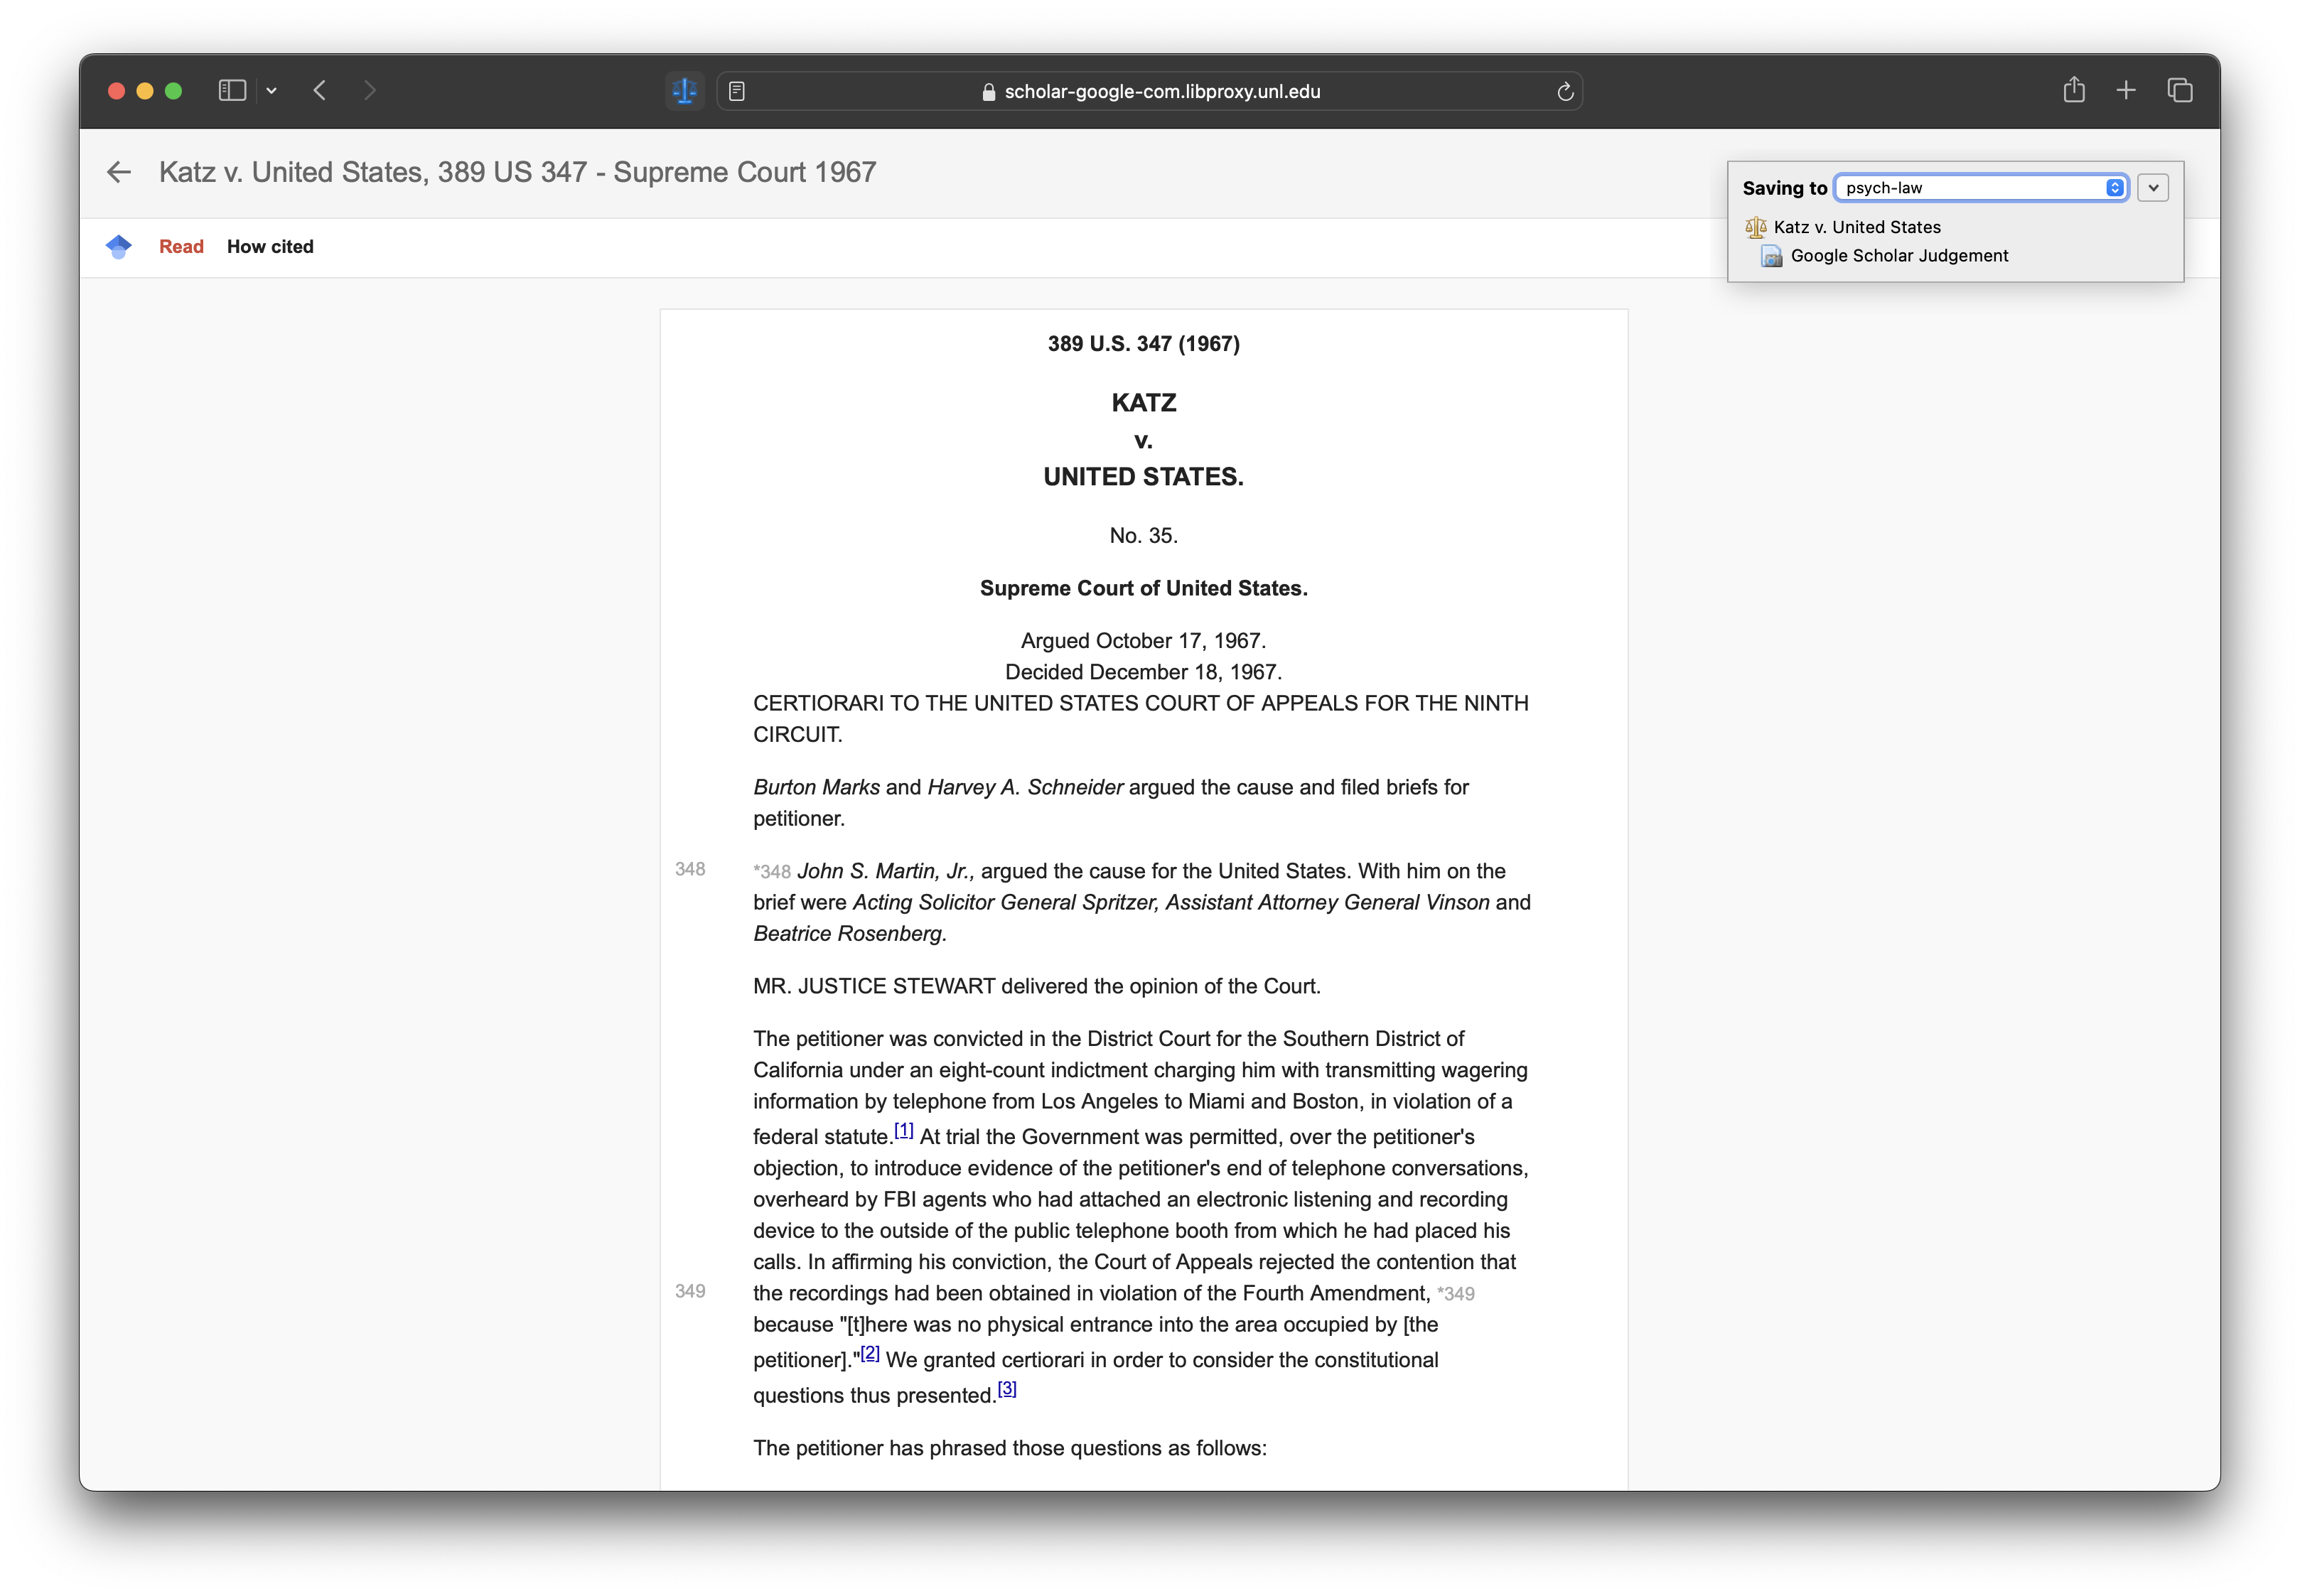 scholar-google-com.libproxy.unl.edu
Katz v. United States, 389 US 347 - Supreme Court 1967
Saving to psych-law
Katz v. United States
Google Scholar Judgement
Read How cited
389 U.S. 347 (1967)
KATZ
v.
UNITED STATES.
No. 35.
Supreme Court of United States.
Argued October 17, 1967.
Decided December 18, 1967.
CERTIORARI TO THE UNITED STATES COURT OF APPEALS FOR THE NINTH
CIRCUIT.
Burton Marks and Harvey A. Schneider argued the cause and filed briefs for
petitioner.
348 *348 John S. Martin, Jr., argued the cause for the United States. With him on the
brief were Acting Solicitor General Spritzer, Assistant Attorney General Vinson and
Beatrice Rosenberg.
MR. JUSTICE STEWART delivered the opinion of the Court.
The petitioner was convicted in the District Court for the Southern District of
California under an eight-count indictment charging him with transmitting wagering
information by telephone from Los Angeles to Miami and Boston, in violation of a
federal statute.[1] At trial the Government was permitted, over the petitioner's
objection, to introduce evidence of the petitioner's end of telephone conversations,
overheard by FBI agents who had attached an electronic listening and recording
device to the outside of the public telephone booth from which he had placed his
calls. In affirming his conviction, the Court of Appeals rejected the contention that
349 the recordings had been obtained in violation of the Fourth Amendment, *349
because "[t]here was no physical entrance into the area occupied by [the
petitioner]."[2] We granted certiorari in order to consider the constitutional
questions thus presented.[3]
The petitioner has phrased those questions as follows: